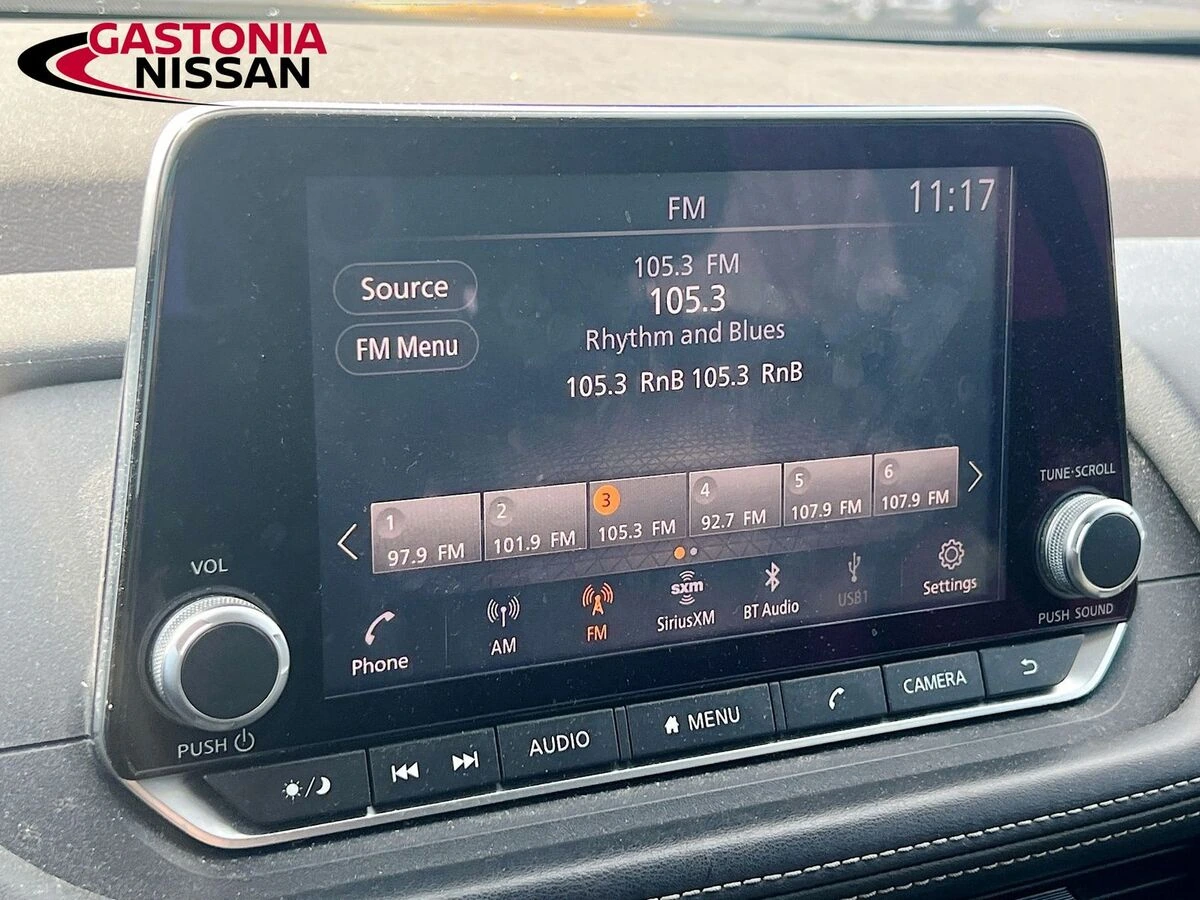 GASTONIA
NISSAN
FM
11:17
105.3 FM
105.3
Rhythm and Blues
105.3 RnB 105.3 RnB
Source
FM Menu
1
97.9 FM
2
101.9 FM
3
105.3 FM
4
92.7 FM
5
107.9 FM
6
107.9 FM
Phone
AM
FM
sxm
SiriusXM
BT Audio
USB1
Settings
VOL
PUSH
TUNE·SCROLL
PUSH SOUND
AUDIO
MENU
CAMERA